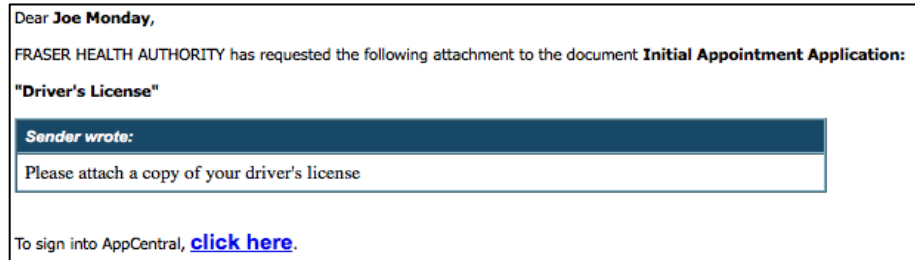 Dear Joe Monday,
FRASER HEALTH AUTHORITY has requested the following attachment to the document Initial Appointment Application:
"Driver's License"
Sender wrote:
Please attach a copy of your driver's license
To sign into AppCentral, click here.